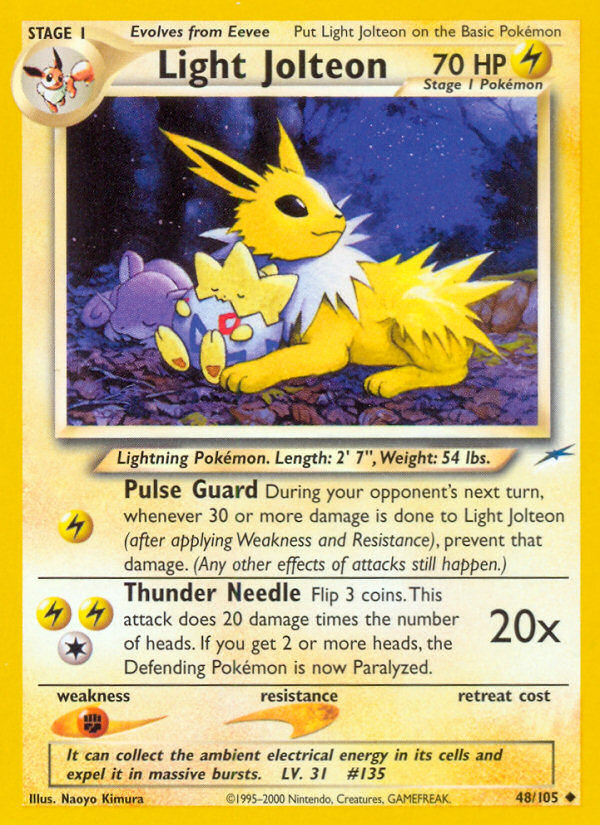 STAGE 1 Evolves from Eevee Put Light Jolteon on the Basic Pokémon
Light Jolteon 70 HP
Stage 1 Pokémon
Lightning Pokémon. Length: 2' 7", Weight: 54 lbs.
Pulse Guard During your opponent's next turn,
whenever 30 or more damage is done to Light Jolteon
(after applying Weakness and Resistance), prevent that
damage. (Any other effects of attacks still happen.)
Thunder Needle Flip 3 coins. This
attack does 20 damage times the number
of heads. If you get 2 or more heads, the
Defending Pokémon is now Paralyzed.
20x
weakness resistance retreat cost
It can collect the ambient electrical energy in its cells and
expel it in massive bursts. LV. 31 #135
Illus. Naoyo Kimura ©1995-2000 Nintendo, Creatures, GAMEFREAK. 48/105